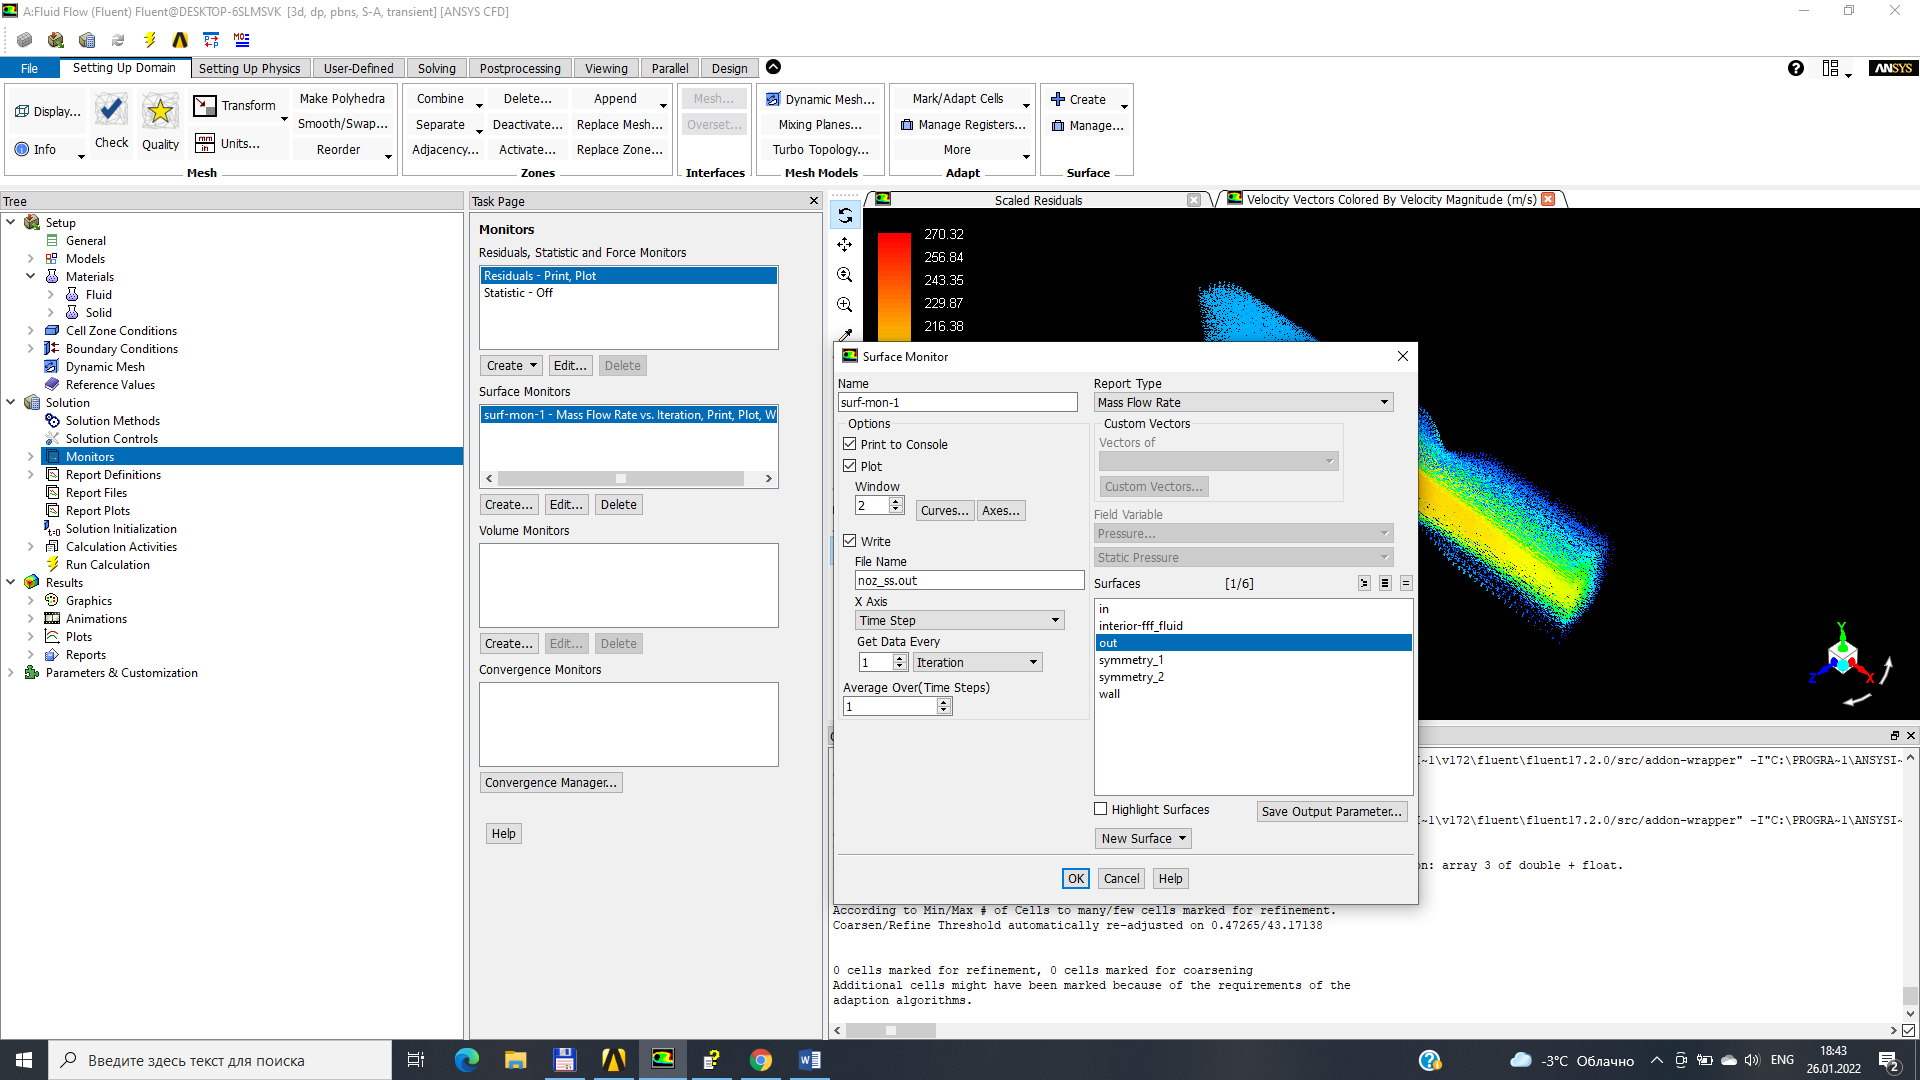 A:Fluid Flow (Fluent) Fluent@DESKTOP-6SLMSVK [3d, dp, pbns, S-A, transient] [ANSYS CFD]
File
Setting Up Domain
Setting Up Physics
User-Defined
Solving
Postprocessing
Viewing
Parallel
Design
ANSYS
Display...
Info
Check
Quality
Transform
Units...
Make Polyhedra
Smooth/Swap...
Reorder
Mesh
Combine
Separate
Adjacency...
Delete...
Deactivate...
Activate...
Append
Replace Mesh...
Replace Zone...
Zones
Mesh...
Overset...
Interfaces
Dynamic Mesh...
Mixing Planes...
Turbo Topology...
Mesh Models
Mark/Adapt Cells
Manage Registers...
More
Adapt
Create
Manage...
Surface
Tree
Setup
General
Models
Materials
Fluid
Solid
Cell Zone Conditions
Boundary Conditions
Dynamic Mesh
Reference Values
Solution
Solution Methods
Solution Controls
Monitors
Report Definitions
Report Files
Report Plots
Solution Initialization
Calculation Activities
Run Calculation
Results
Graphics
Animations
Plots
Reports
Parameters & Customization
Task Page
Monitors
Residuals, Statistic and Force Monitors
Residuals - Print, Plot
Statistic - Off
Create
Edit...
Delete
Surface Monitors
surf-mon-1 - Mass Flow Rate vs. Iteration, Print, Plot, W
Create...
Edit...
Delete
Volume Monitors
Create...
Edit...
Delete
Convergence Monitors
Convergence Manager...
Help
Scaled Residuals
Velocity Vectors Colored By Velocity Magnitude (m/s)
270.32
256.84
243.35
229.87
216.38
Y
Z
X
Surface Monitor
Name
surf-mon-1
Options
Print to Console
Plot
Window
2
Curves...
Axes...
Write
File Name
noz_ss.out
X Axis
Time Step
Get Data Every
1
Iteration
Average Over(Time Steps)
1
Report Type
Mass Flow Rate
Custom Vectors
Vectors of
Custom Vectors...
Field Variable
Pressure...
Static Pressure
Surfaces [1/6]
in
interior-fff_fluid
out
symmetry_1
symmetry_2
wall
Highlight Surfaces
Save Output Parameter...
New Surface
OK
Cancel
Help
~1\v172\fluent\fluent17.2.0/src/addon-wrapper" -I"C:\PROGRA~1\ANSYSI~
~1\v172\fluent\fluent17.2.0/src/addon-wrapper" -I"C:\PROGRA~1\ANSYSI~
n: array 3 of double + float.
According to Min/Max # of Cells to many/few cells marked for refinement.
Coarsen/Refine Threshold automatically re-adjusted on 0.47265/43.17138
0 cells marked for refinement, 0 cells marked for coarsening
Additional cells might have been marked because of the requirements of the
adaption algorithms.
Введите здесь текст для поиска
-3°C Облачно
ENG
18:43
26.01.2022
2